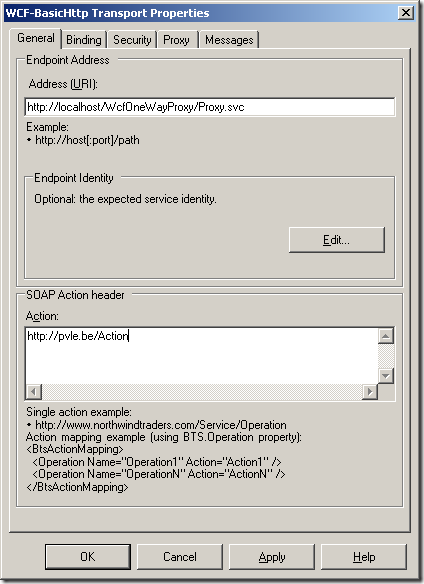 WCF-BasicHttp Transport Properties
General Binding Security Proxy Messages
Endpoint Address
Address (URI):
http://localhost/WcfOneWayProxy/Proxy.svc
Example:
• http://host[:port]/path
Endpoint Identity
Optional: the expected service identity.
Edit...
SOAP Action header
Action:
http://pvle.be/Action
Single action example:
• http://www.northwindtraders.com/Service/Operation
Action mapping example (using BTS.Operation property):
<BtsActionMapping>
<Operation Name="Operation1" Action="Action1" />
<Operation Name="OperationN" Action="ActionN" />
</BtsActionMapping>
OK Cancel Apply Help